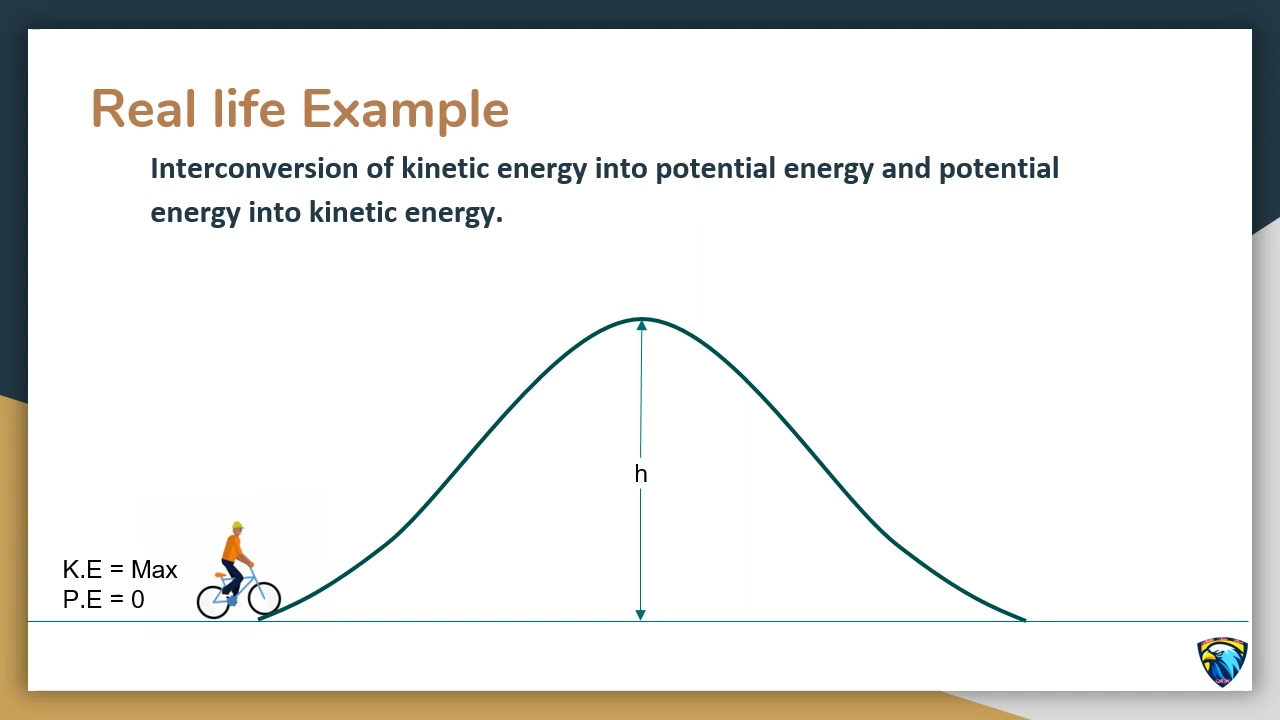 Real life Example
Interconversion of kinetic energy into potential energy and potential
energy into kinetic energy.
h
K.E = Max
P.E = 0